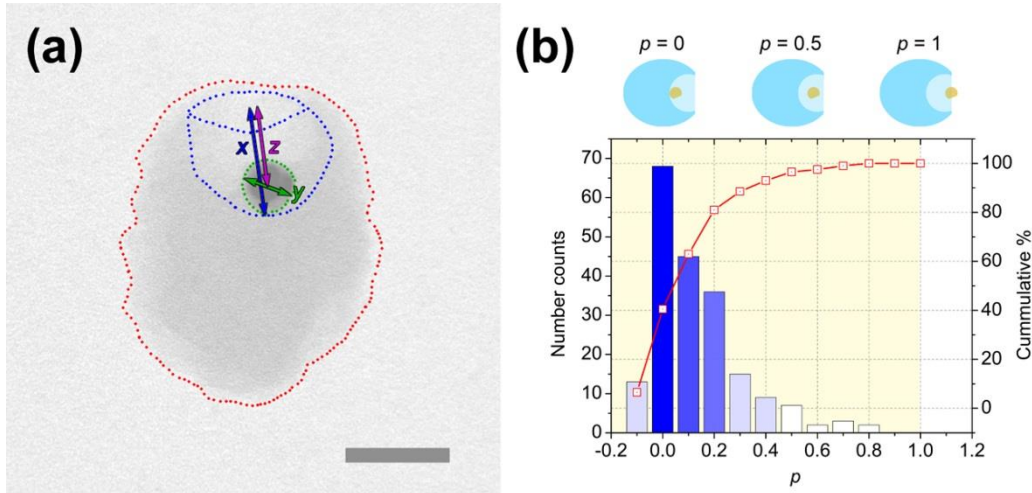 (a)
x
z
y
(b)
p = 0 p = 0.5 p = 1
70
60
50
40
30
20
10
0
Number counts
100
80
60
40
20
0
Cummulative %
-0.2 0.0 0.2 0.4 0.6 0.8 1.0 1.2
p